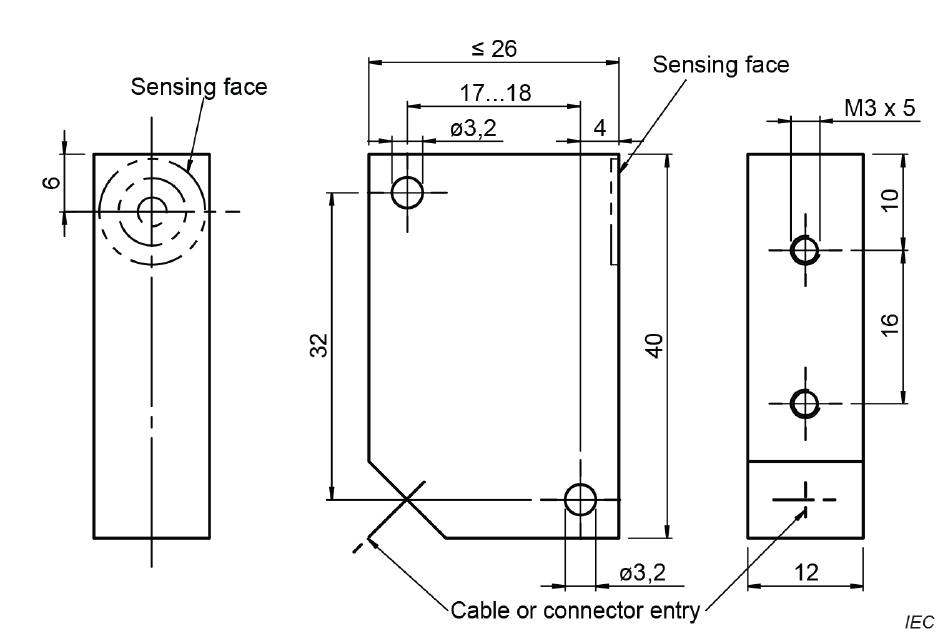 ≤ 26
Sensing face
Sensing face
17...18
M3 x 5
ø3,2
4
6
10
32
40
16
ø3,2
12
Cable or connector entry
IEC